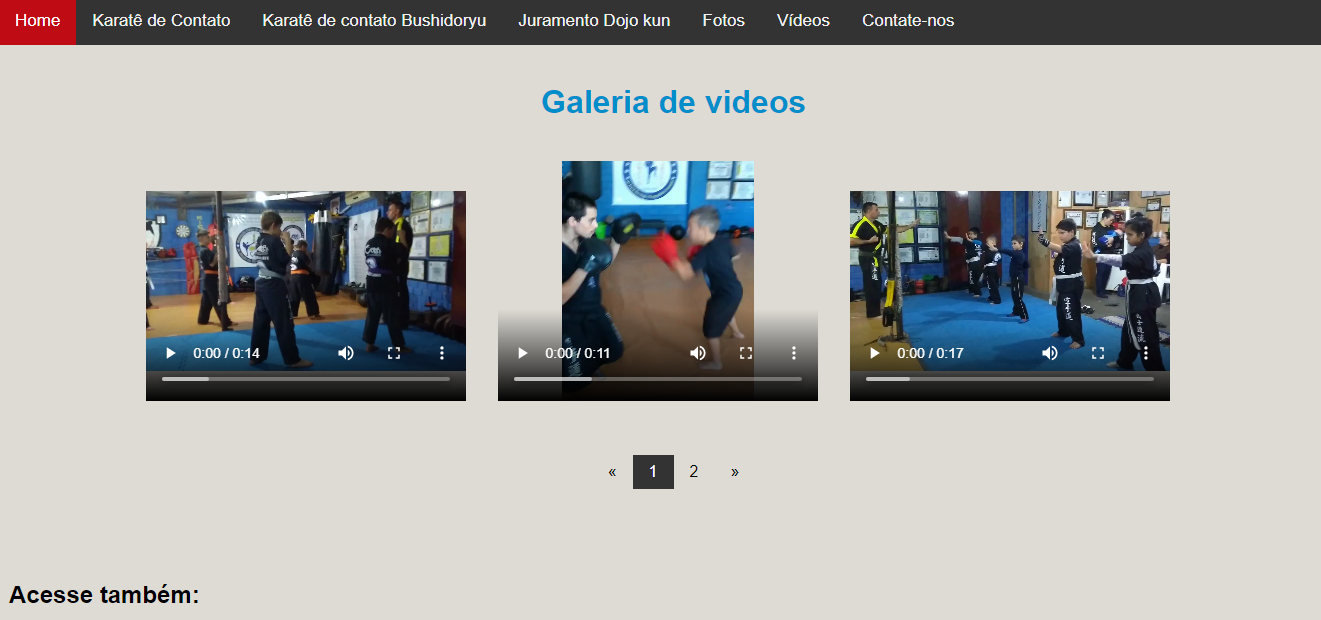 Home Karatê de Contato Karatê de contato Bushidoryu Juramento Dojo kun Fotos Vídeos Contate-nos
Galeria de videos
0:00 / 0:14 0:00 / 0:11 0:00 / 0:17
« 1 2 »
Acesse também: